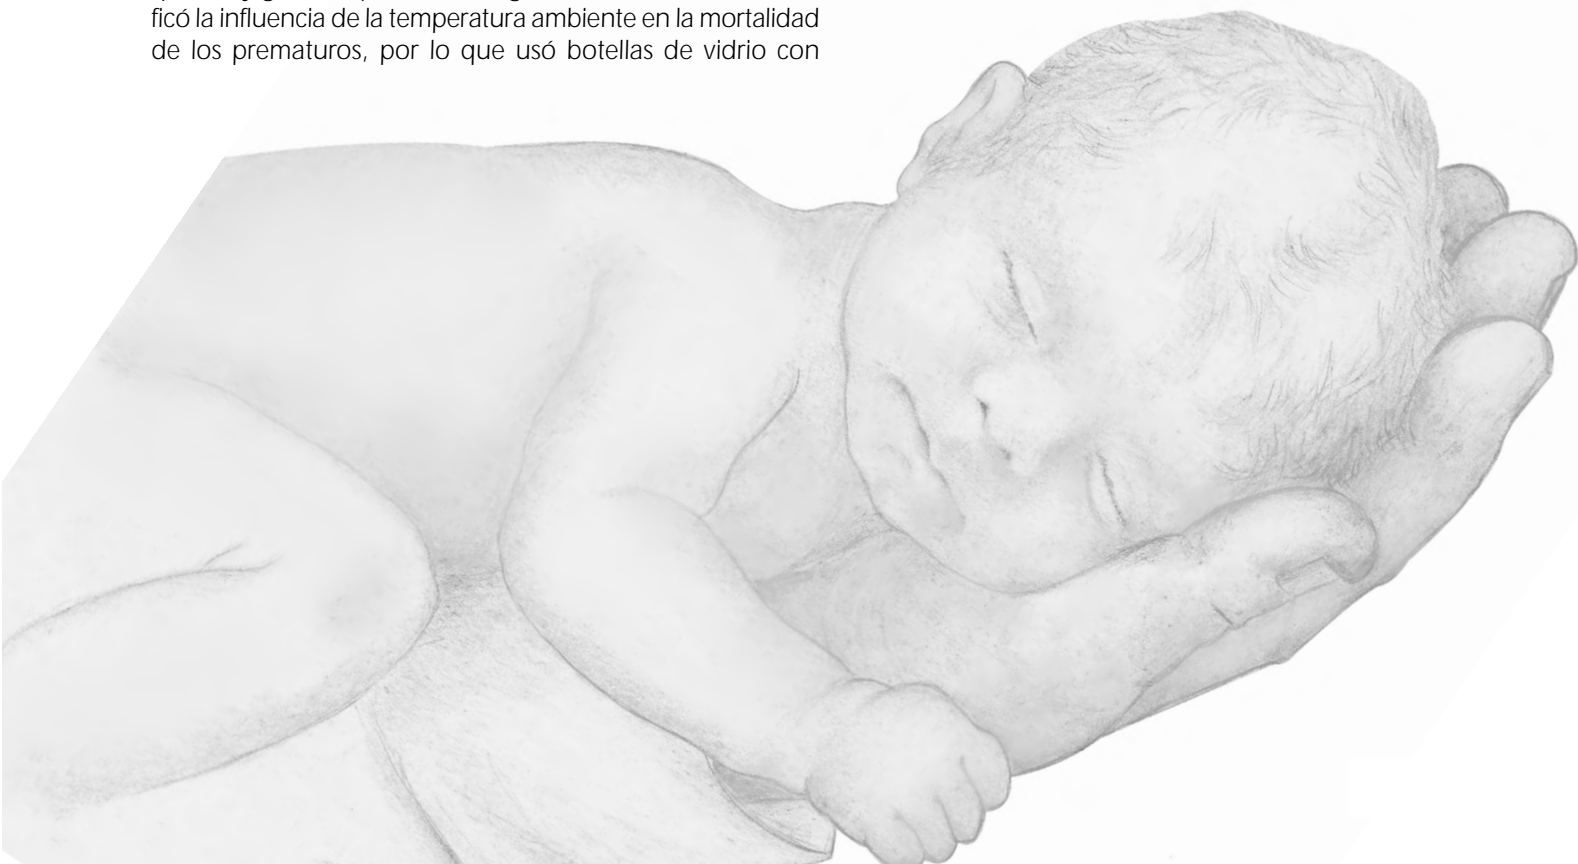 ficó la influencia de la temperatura ambiente en la mortalidad
de los prematuros, por lo que usó botellas de vidrio con